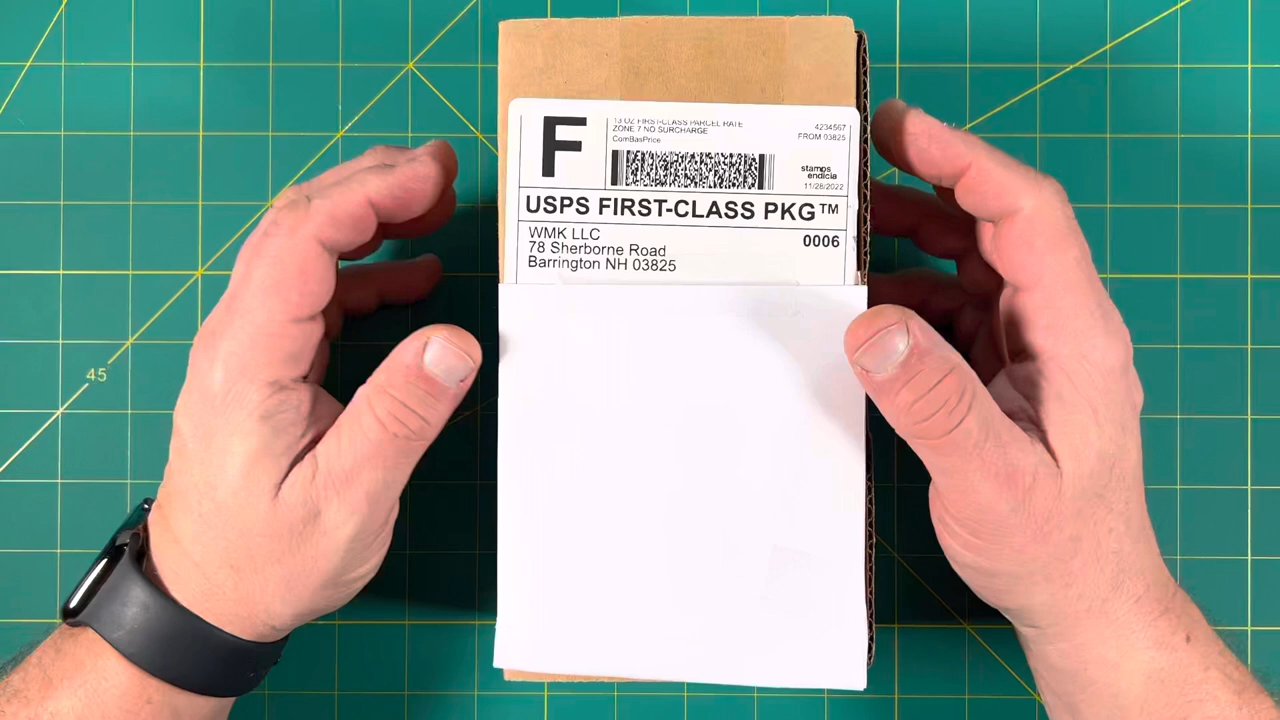 F
13 OZ FIRST-CLASS PARCEL RATE
ZONE 7 NO SURCHARGE
ComBasPrice
4234567
FROM 03825
stamps
endicia
11/28/2022
USPS FIRST-CLASS PKG™
WMK LLC
0006
78 Sherborne Road
Barrington NH 03825
45